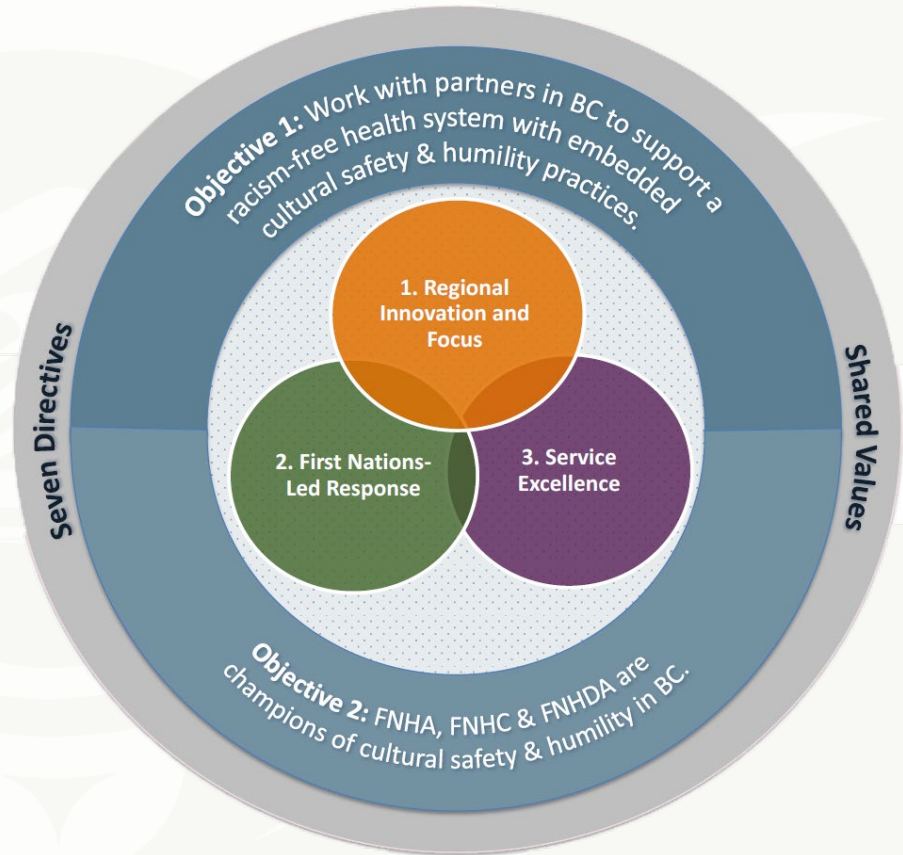 Objective 1: Work with partners in BC to support a
racism-free health system with embedded
cultural safety & humility practices.
Seven Directives
Shared Values
1. Regional
Innovation and
Focus
2. First Nations-
Led Response
3. Service
Excellence
Objective 2: FNHA, FNHC & FNHDA are
champions of cultural safety & humility in BC.